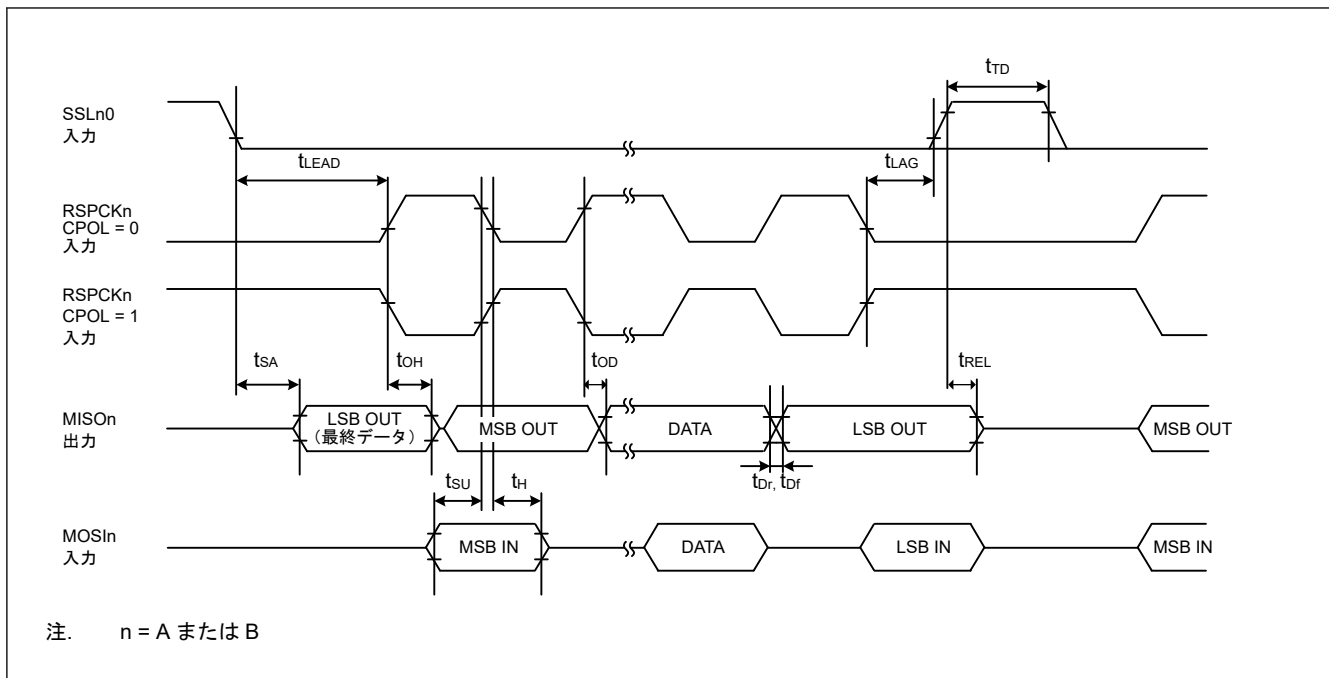 tTD
SSLn0
入力
tLEAD
tLAG
RSPCKn
CPOL = 0
入力
RSPCKn
CPOL = 1
入力
tSA
tOH
tOD
tREL
MISOn
出力
LSB OUT
(最終データ)
MSB OUT
DATA
LSB OUT
MSB OUT
tSU
tH
tDr, tDf
MOSIn
入力
MSB IN
DATA
LSB IN
MSB IN
注. n = A または B